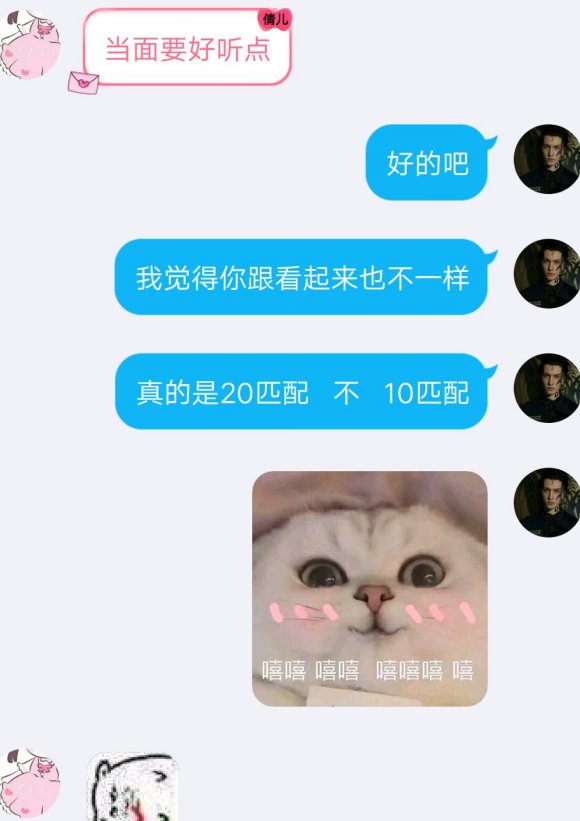 倩儿
当面要好听点
好的吧
我觉得你跟看起来也不一样
真的是20匹配 不 10匹配
嘻嘻 嘻嘻 嘻嘻嘻 嘻